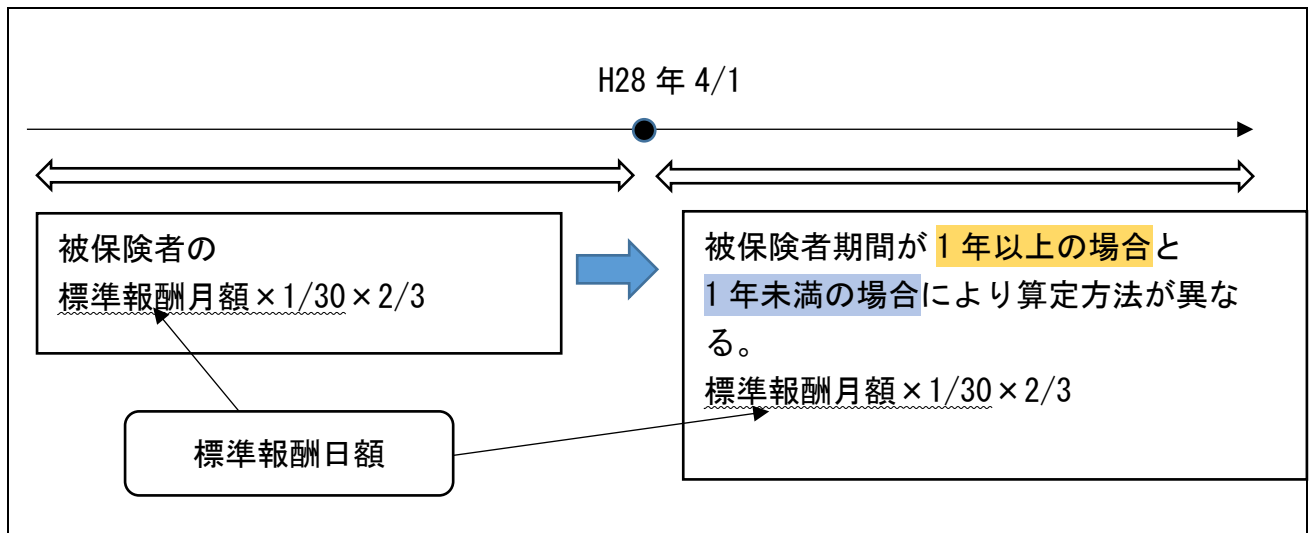 H28 年 4/1
被保険者の
標準報酬月額×1/30×2/3
被保険者期間が 1 年以上の場合と
1 年未満の場合により算定方法が異な
る。
標準報酬月額×1/30×2/3
標準報酬日額